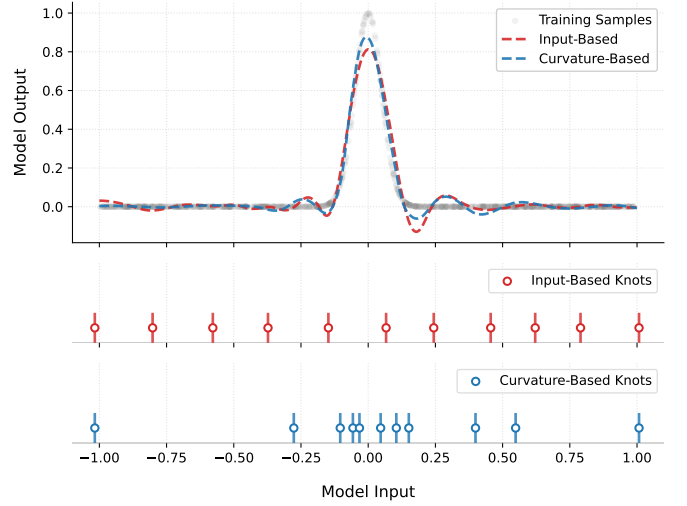 1.0
0.8
0.6
0.4
0.2
0.0
Model Output
Training Samples
Input-Based
Curvature-Based
Input-Based Knots
Curvature-Based Knots
−1.00 −0.75 −0.50 −0.25 0.00 0.25 0.50 0.75 1.00
Model Input